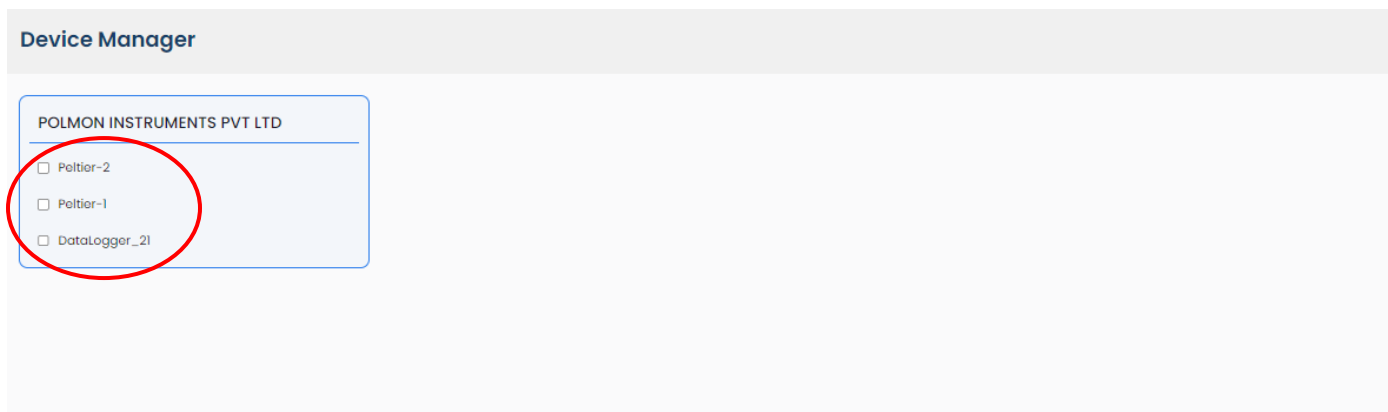 Device Manager
POLMON INSTRUMENTS PVT LTD
Peltier-2
Peltier-1
DataLogger_21